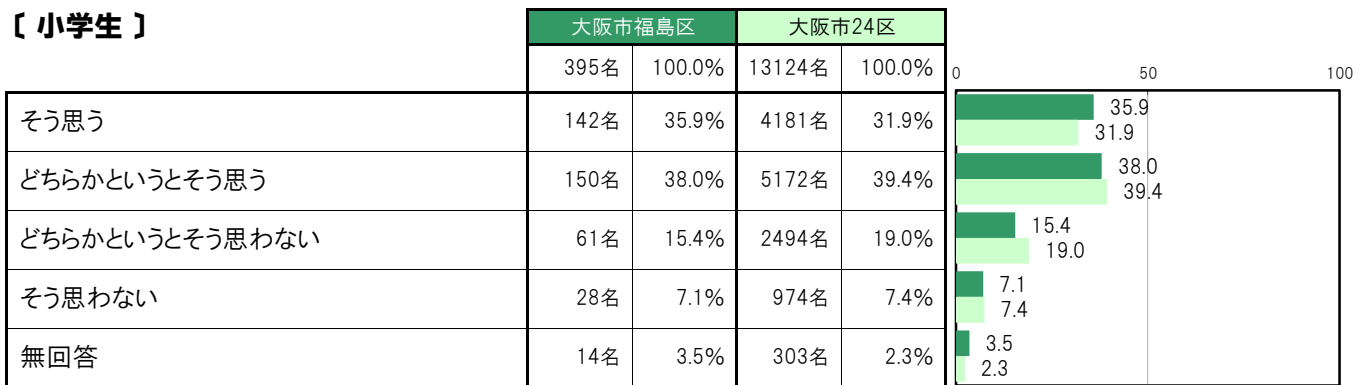 〔 小学生 〕
大阪市福島区 大阪市24区
395名 100.0% 13124名 100.0%
0 50 100
そう思う 142名 35.9% 4181名 31.9%
35.9
31.9
どちらかというとそう思う 150名 38.0% 5172名 39.4%
38.0
39.4
どちらかというとそう思わない 61名 15.4% 2494名 19.0%
15.4
19.0
そう思わない 28名 7.1% 974名 7.4%
7.1
7.4
無回答 14名 3.5% 303名 2.3%
3.5
2.3